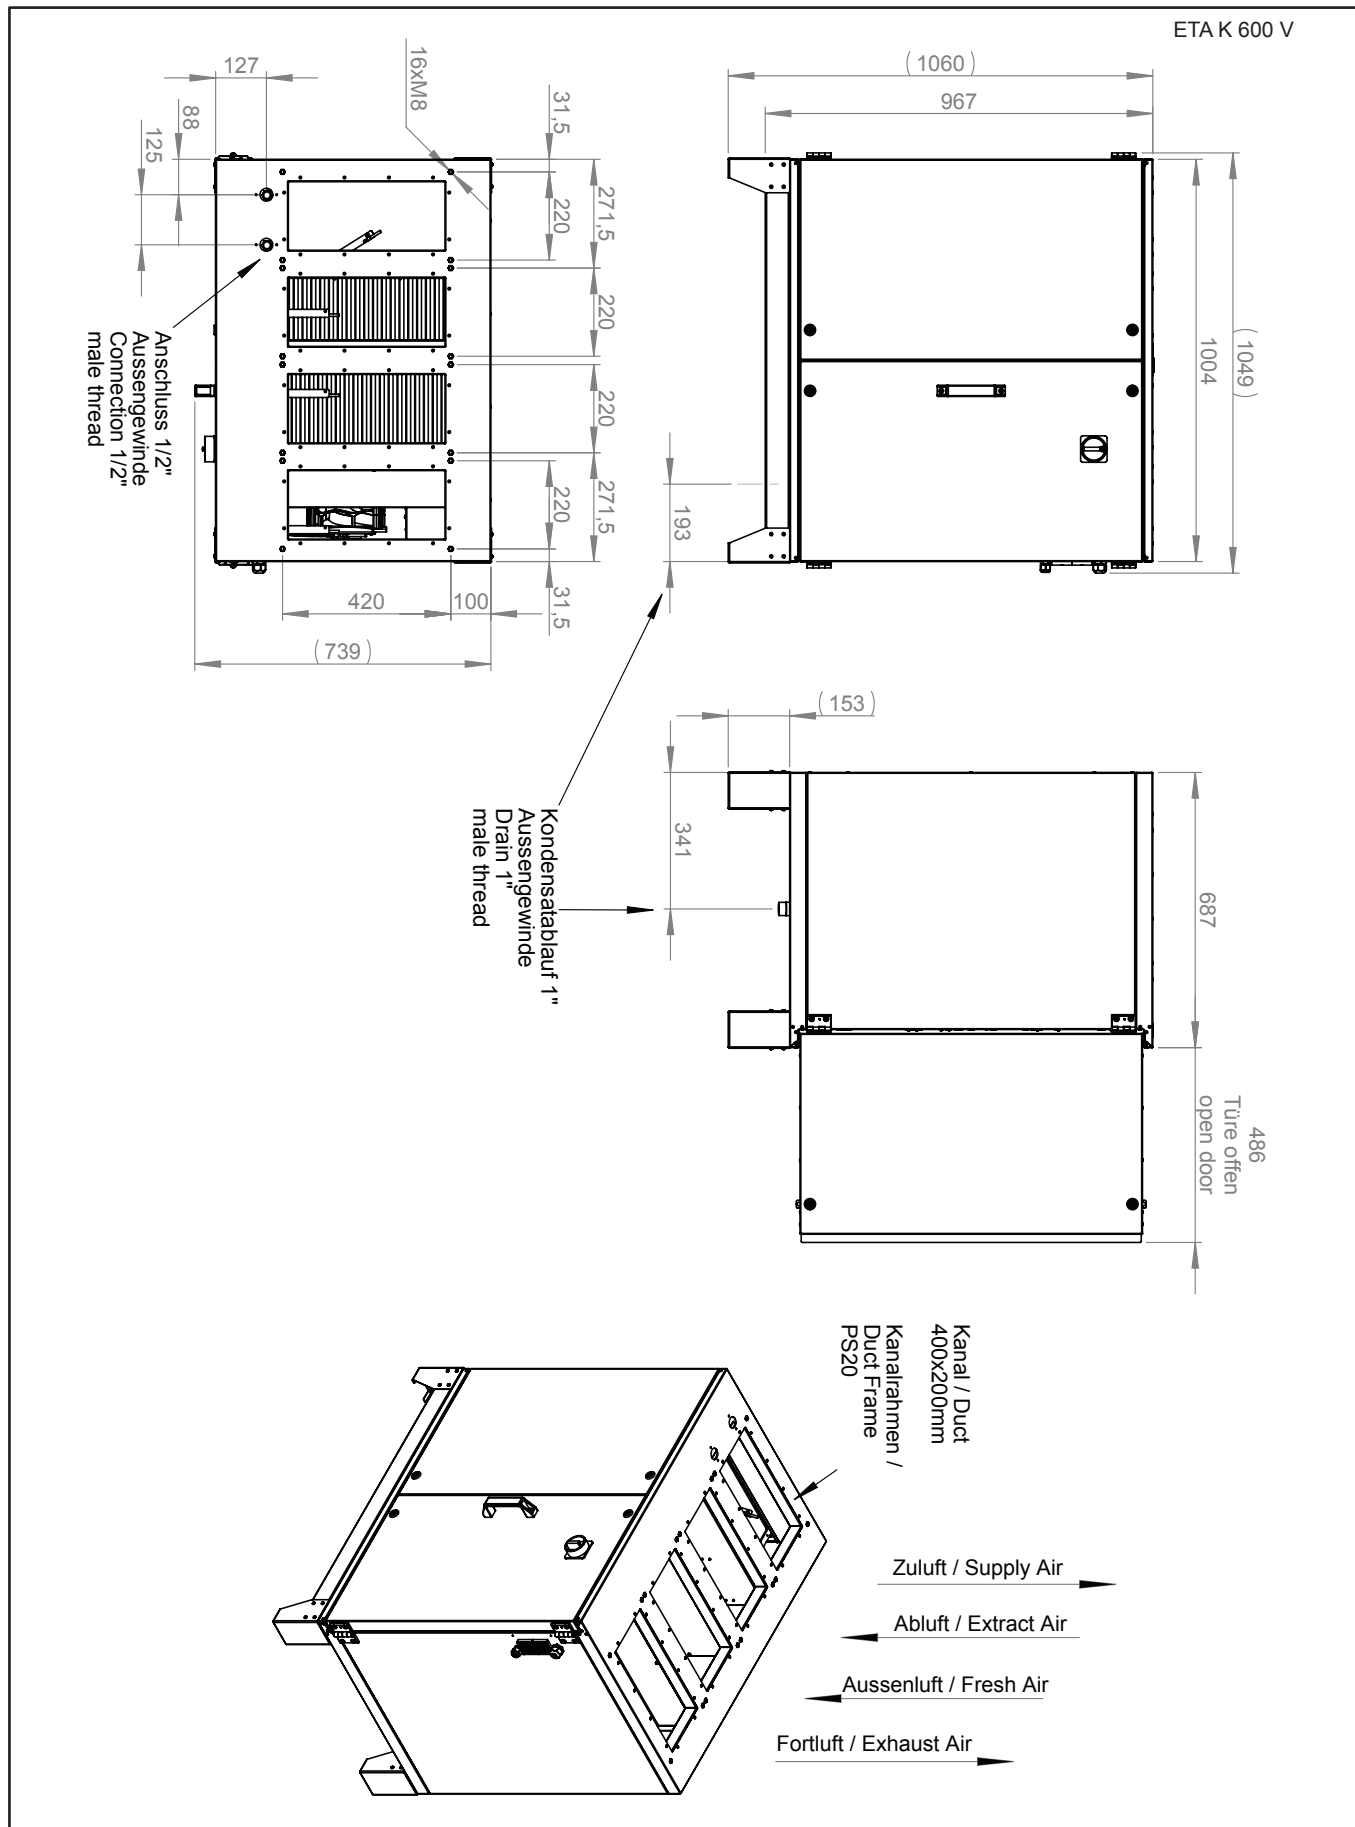 ETA K 600 V
127
88
125
16xM8
31,5
271,5
220
220
220
220
271,5
31,5
420
100
(739)
Anschluss 1/2"
Aussengewinde
Connection 1/2"
male thread
(1060)
967
1004
(1049)
193
(153)
341
687
Kondensatablauf 1"
Aussengewinde
Drain 1"
male thread
486
Türe offen
open door
Kanal / Duct
400x200mm
Kanalrahmen /
Duct Frame
PS20
Zuluft / Supply Air
Abluft / Extract Air
Aussenluft / Fresh Air
Fortluft / Exhaust Air